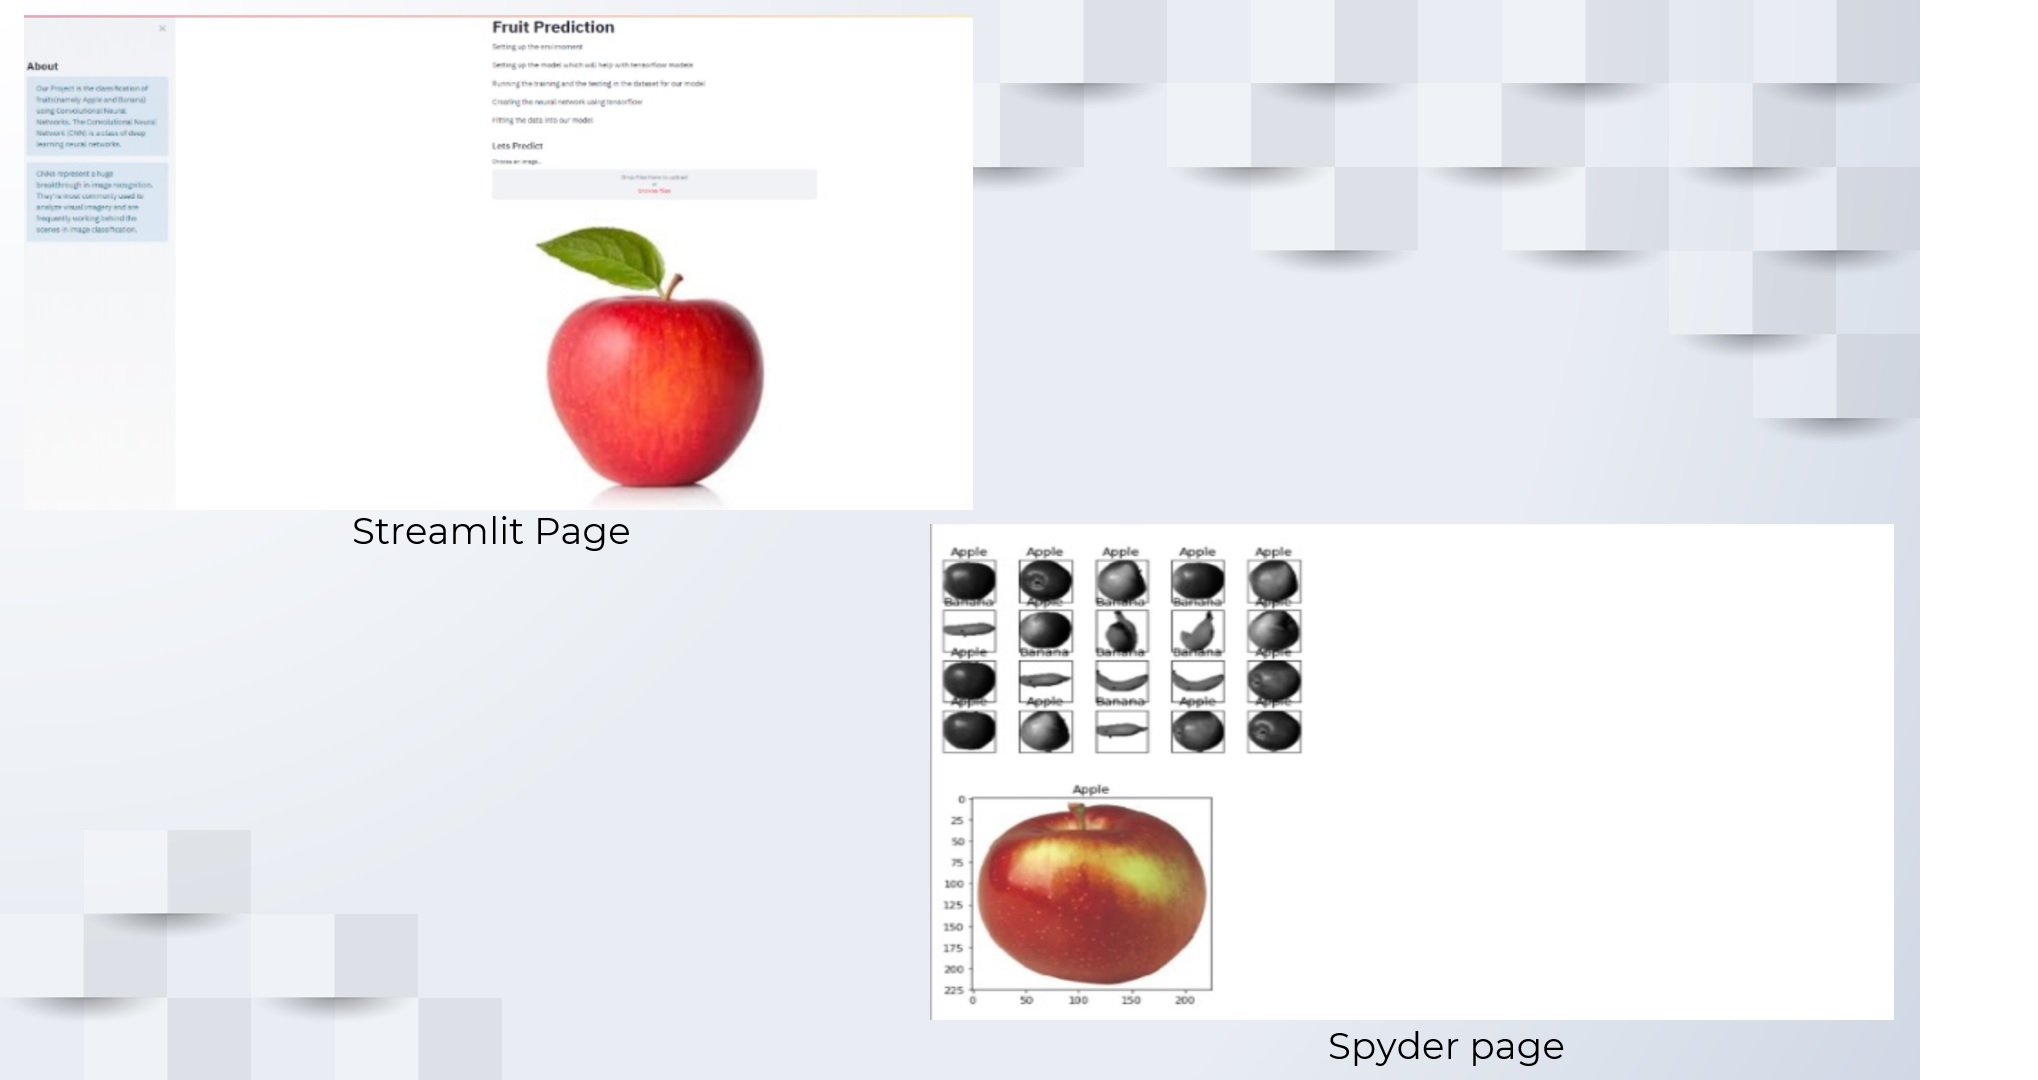 ×
About
Our Project is the classification of
fruits(namely Apple and Banana)
using Convolutional Neural
Networks. The Convolutional Neural
Network (CNN) is a class of deep
learning neural networks.
CNNs represent a huge
breakthrough in image recognition.
They're most commonly used to
analyze visual imagery and are
frequently working behind the
scenes in image classification.
Fruit Prediction
Setting up the
Setting up the model which will help with tensorflow models
Running the training and the testing in the dataset for our model
Creating the neural network using tensorflow
Fitting the data into our model
Lets Predict
Choose an image...
Drop files here to upload
or
browse files
Streamlit Page
Apple Apple Apple Apple Apple
Banana Apple Banana Banana Apple
Apple Banana Banana Banana Apple
Apple Apple Banana Apple Apple
Apple
0
25
50
75
100
125
150
175
200
225
0 50 100 150 200
Spyder page